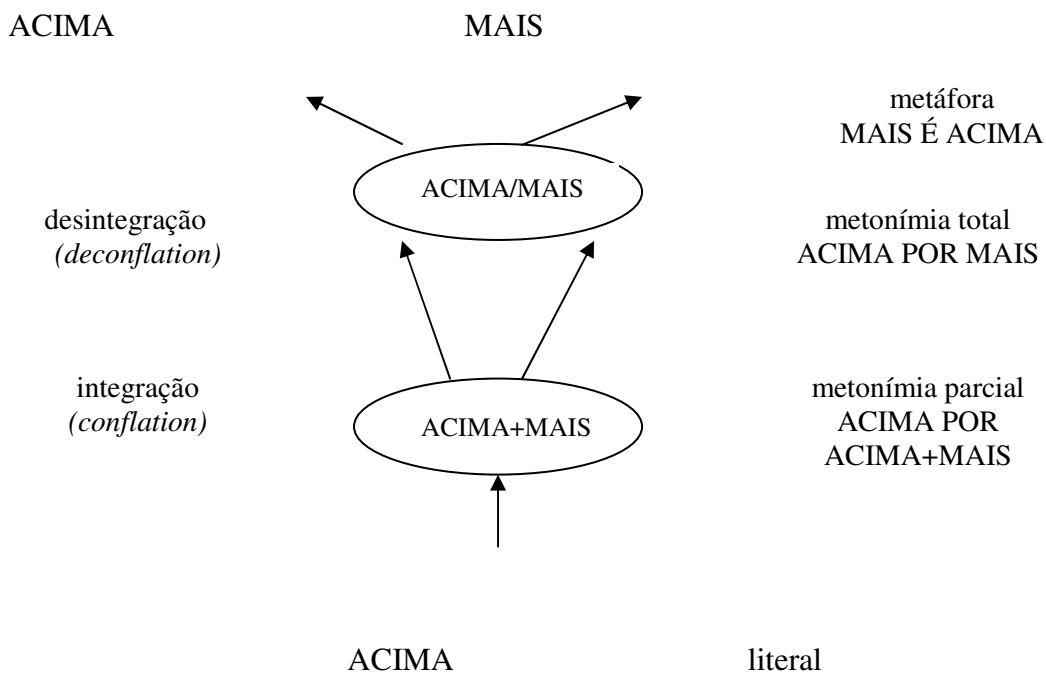 ACIMA MAIS
metáfora
MAIS É ACIMA
ACIMA/MAIS
desintegração
(deconflation)
metonímia total
ACIMA POR MAIS
integração
(conflation)
ACIMA+MAIS
metonímia parcial
ACIMA POR
ACIMA+MAIS
ACIMA literal